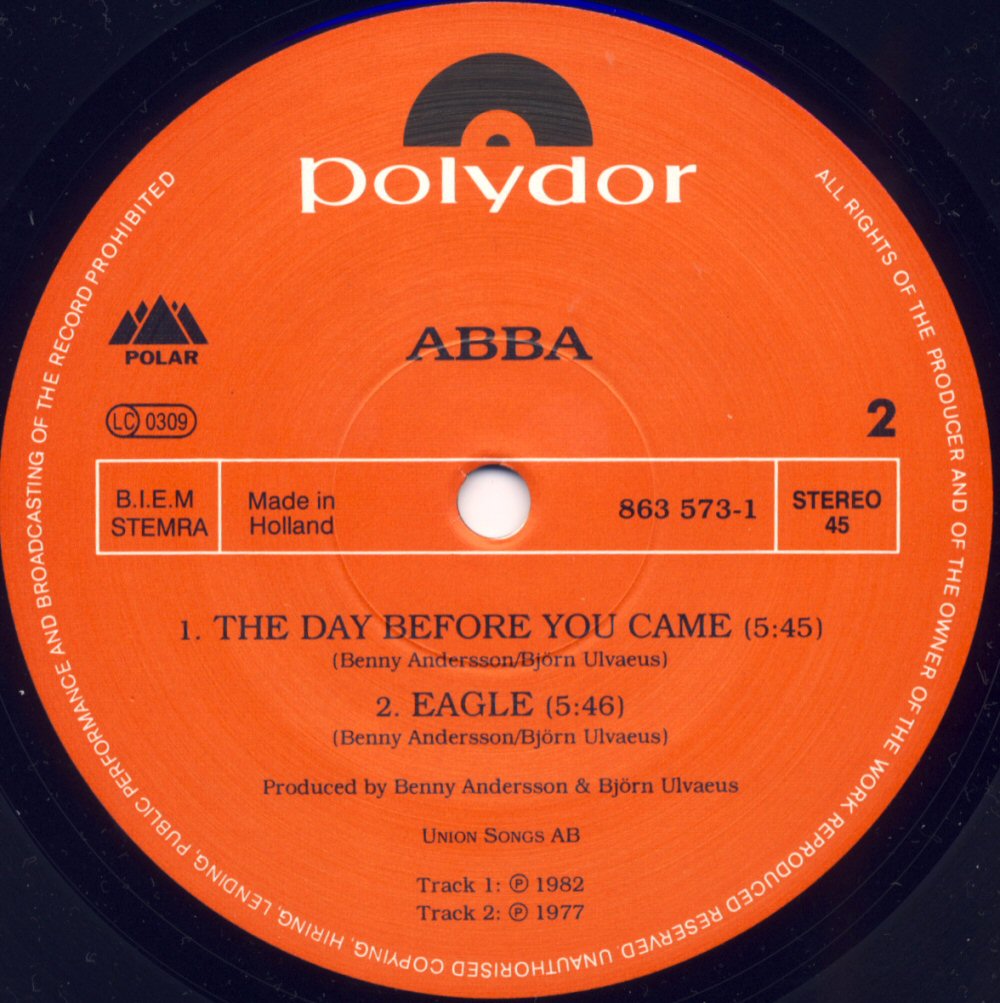 polydor
ALL RIGHTS OF THE PRODUCER AND OF THE OWNER OF THE WORK REPRODUCED RESERVED. UNAUTHORISED COPYING, HIRING, LENDING, PUBLIC PERFORMANCE AND BROADCASTING OF THE RECORD PROHIBITED
POLAR
ABBA
LC 0309
2
B.I.E.M
STEMRA
Made in
Holland
863 573-1
STEREO
45
1. THE DAY BEFORE YOU CAME (5:45)
(Benny Andersson/Björn Ulvaeus)
2. EAGLE (5:46)
(Benny Andersson/Björn Ulvaeus)
Produced by Benny Andersson & Björn Ulvaeus
UNION SONGS AB
Track 1: ℗ 1982
Track 2: ℗ 1977